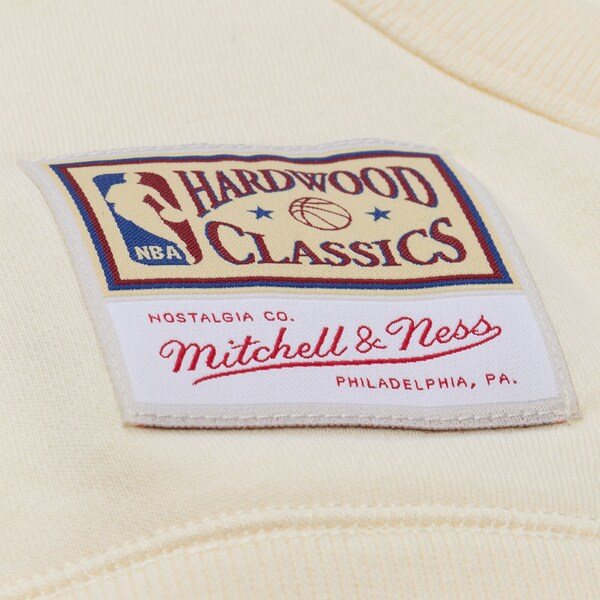 HARDWOOD
CLASSICS
NBA
NOSTALGIA CO.
Mitchell & Ness
PHILADELPHIA, PA.